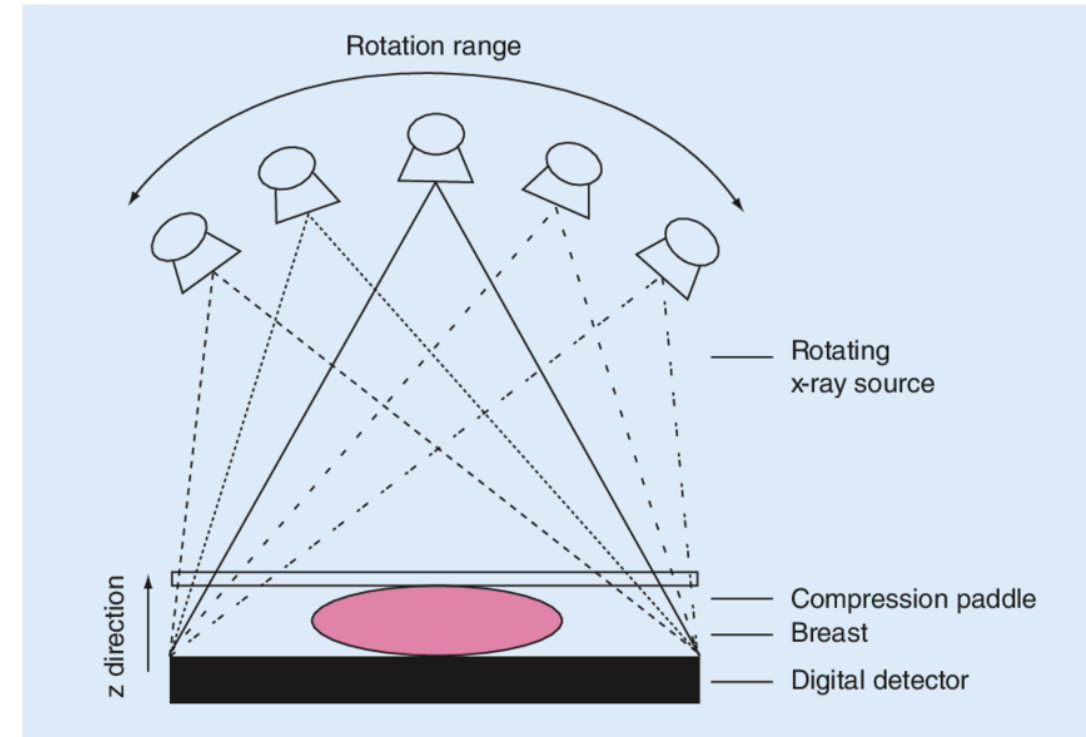 Rotation range
Rotating
x-ray source
z direction
Compression paddle
Breast
Digital detector